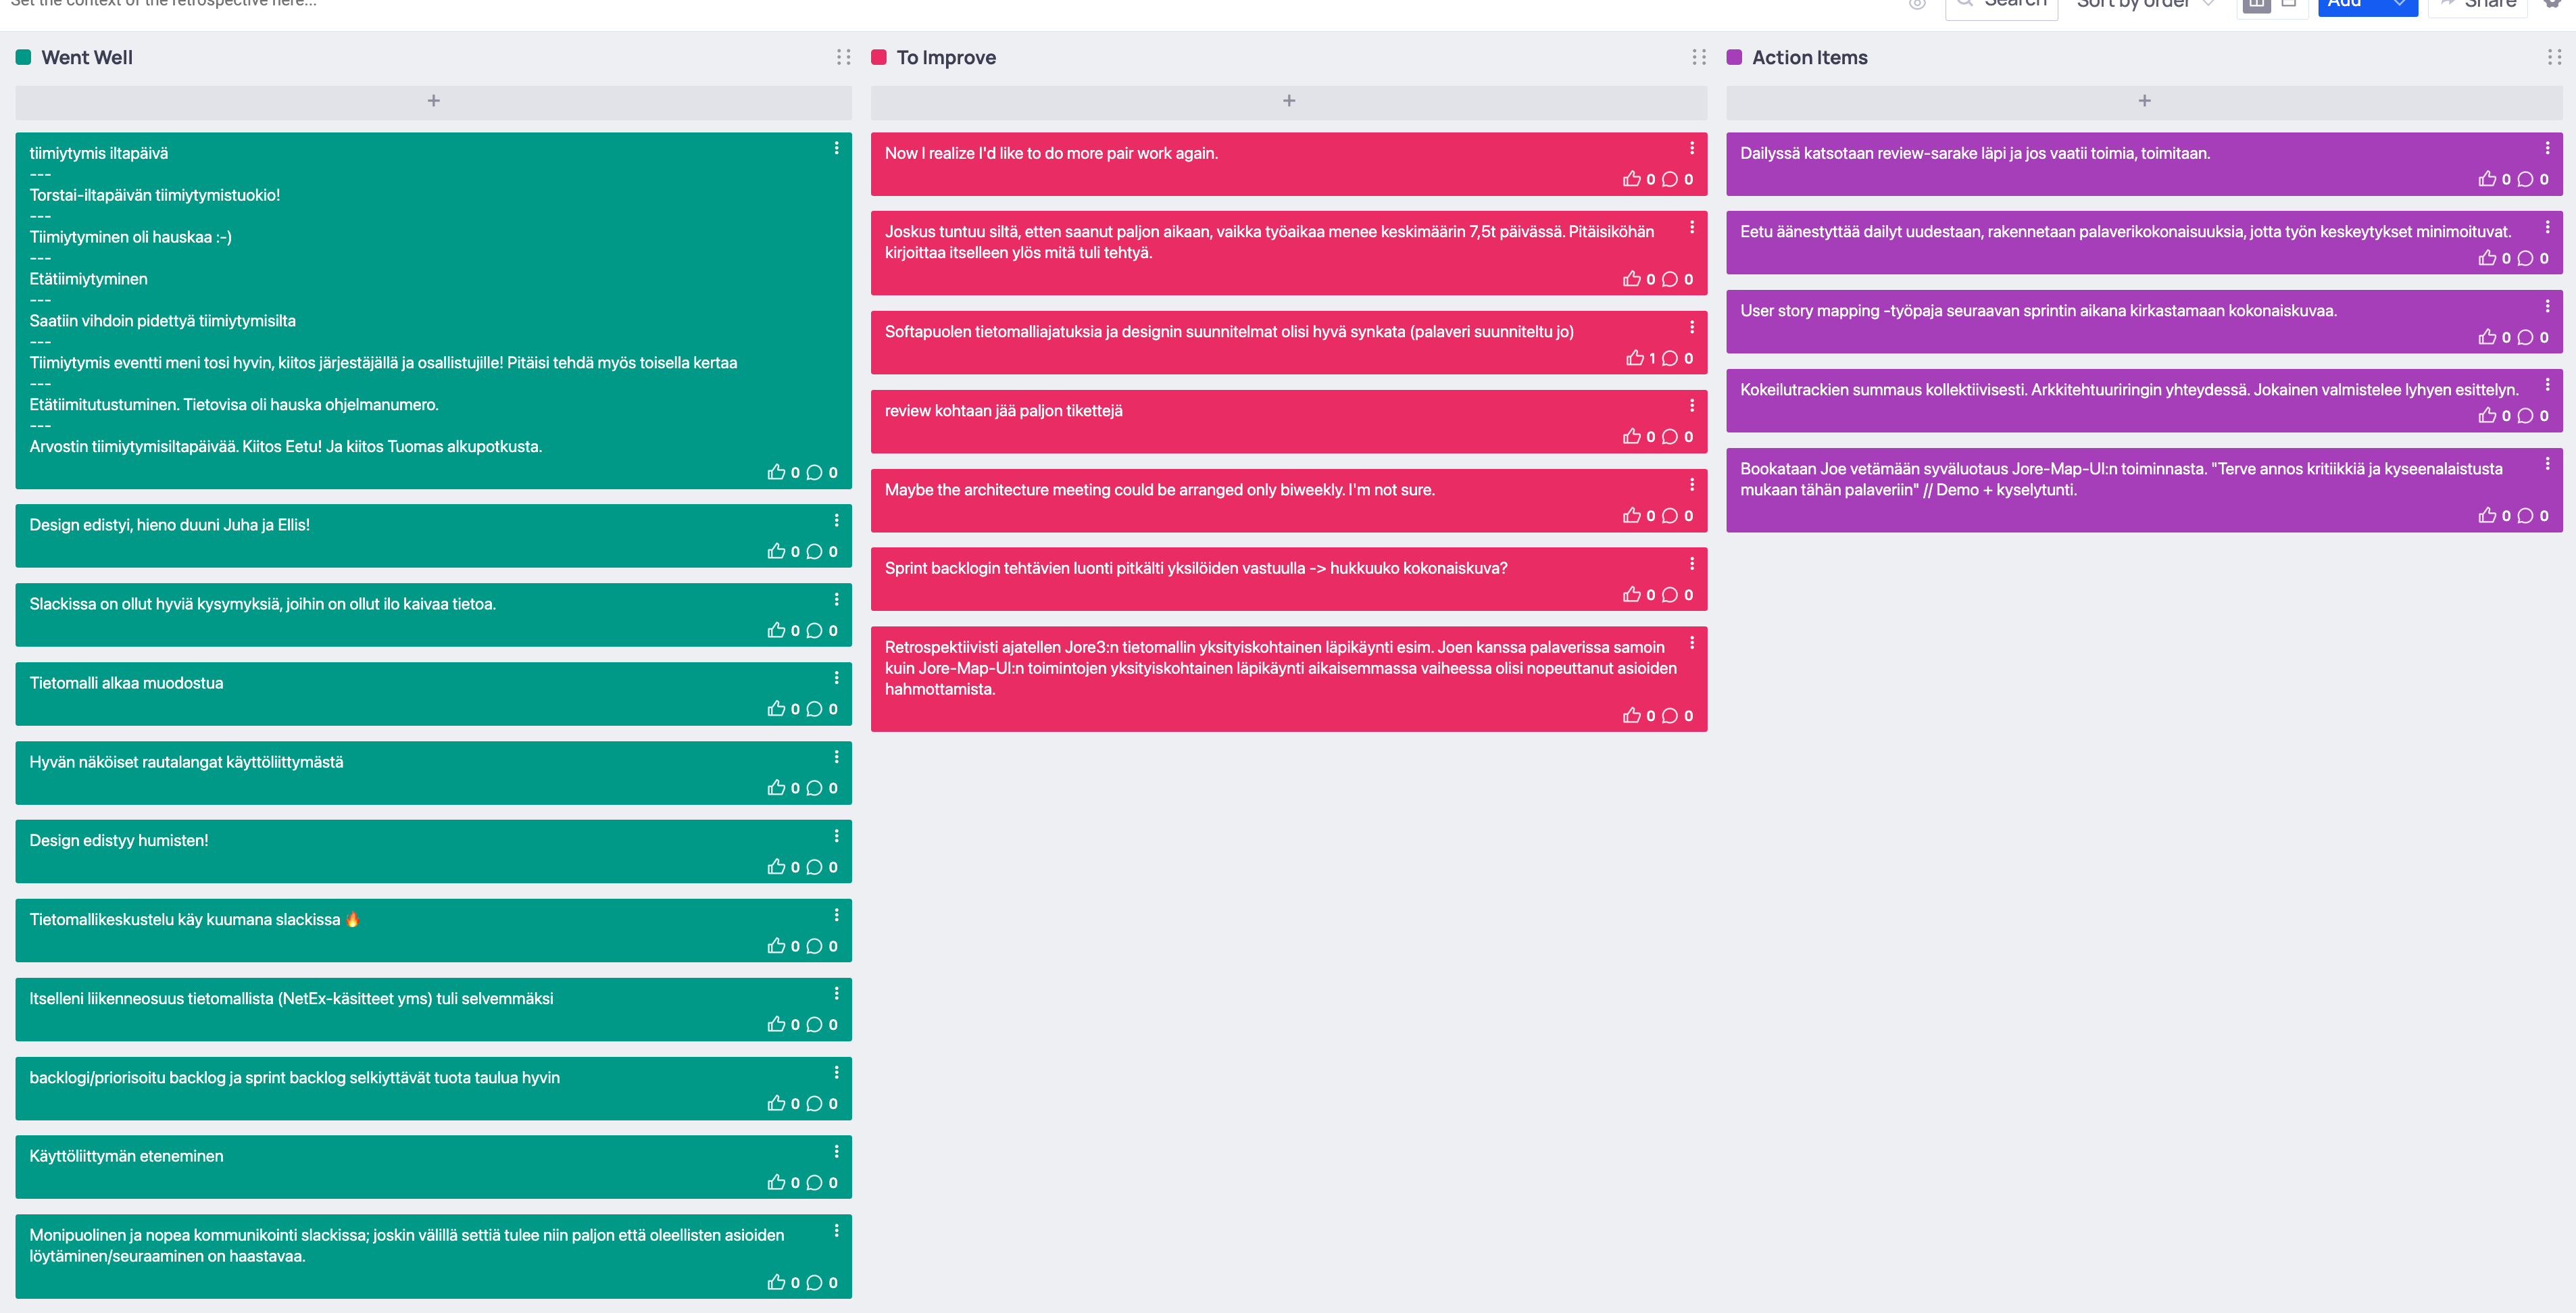 Set the context of the retrospective here...
Search
Sort by order
Add
Share
Went Well
+
tiimiytymis iltapäivä
---
Torstai-iltapäivän tiimiytymistuokio!
---
Tiimiytyminen oli hauskaa :-)
---
Etätiimiytyminen
---
Saatiin vihdoin pidettyä tiimiytymisilta
---
Tiimiytymis eventti meni tosi hyvin, kiitos järjestäjällä ja osallistujille! Pitäisi tehdä myös toisella kertaa
---
Etätiimitutustuminen. Tietovisa oli hauska ohjelmanumero.
---
Arvostin tiimiytymisiltapäivää. Kiitos Eetu! Ja kiitos Tuomas alkupotkusta.
0 0
Design edistyi, hieno duuni Juha ja Ellis!
0 0
Slackissa on ollut hyviä kysymyksiä, joihin on ollut ilo kaivaa tietoa.
0 0
Tietomalli alkaa muodostua
0 0
Hyvän näköiset rautalangat käyttöliittymästä
0 0
Design edistyy humisten!
0 0
Tietomallikeskustelu käy kuumana slackissa 🔥
0 0
Itselleni liikenneosuus tietomallista (NetEx-käsitteet yms) tuli selvemmäksi
0 0
backlogi/priorisoitu backlog ja sprint backlog selkiyttävät tuota taulua hyvin
0 0
Käyttöliittymän eteneminen
0 0
Monipuolinen ja nopea kommunikointi slackissa; joskin välillä settiä tulee niin paljon että oleellisten asioiden
löytäminen/seuraaminen on haastavaa.
0 0
To Improve
+
Now I realize I'd like to do more pair work again.
0 0
Joskus tuntuu siltä, etten saanut paljon aikaan, vaikka työaikaa menee keskimäärin 7,5t päivässä. Pitäisiköhän
kirjoittaa itselleen ylös mitä tuli tehtyä.
0 0
Softapuolen tietomalliajatuksia ja designin suunnitelmat olisi hyvä synkata (palaveri suunniteltu jo)
1 0
review kohtaan jää paljon tikettejä
0 0
Maybe the architecture meeting could be arranged only biweekly. I'm not sure.
0 0
Sprint backlogin tehtävien luonti pitkälti yksilöiden vastuulla -> hukkuuko kokonaiskuva?
0 0
Retrospektiivisti ajatellen Jore3:n tietomallin yksityiskohtainen läpikäynti esim. Joen kanssa palaverissa samoin
kuin Jore-Map-UI:n toimintojen yksityiskohtainen läpikäynti aikaisemmassa vaiheessa olisi nopeuttanut asioiden
hahmottamista.
0 0
Action Items
+
Dailyssä katsotaan review-sarake läpi ja jos vaatii toimia, toimitaan.
0 0
Eetu äänestyttää dailyt uudestaan, rakennetaan palaverikokonaisuuksia, jotta työn keskeytykset minimoituvat.
0 0
User story mapping -työpaja seuraavan sprintin aikana kirkastamaan kokonaiskuvaa.
0 0
Kokeilutrackien summaus kollektiivisesti. Arkkitehtuuriringin yhteydessä. Jokainen valmistelee lyhyen esittelyn.
0 0
Bookataan Joe vetämään syväluotaus Jore-Map-UI:n toiminnasta. "Terve annos kritiikkiä ja kyseenalaistusta
mukaan tähän palaveriin" // Demo + kyselytunti.
0 0